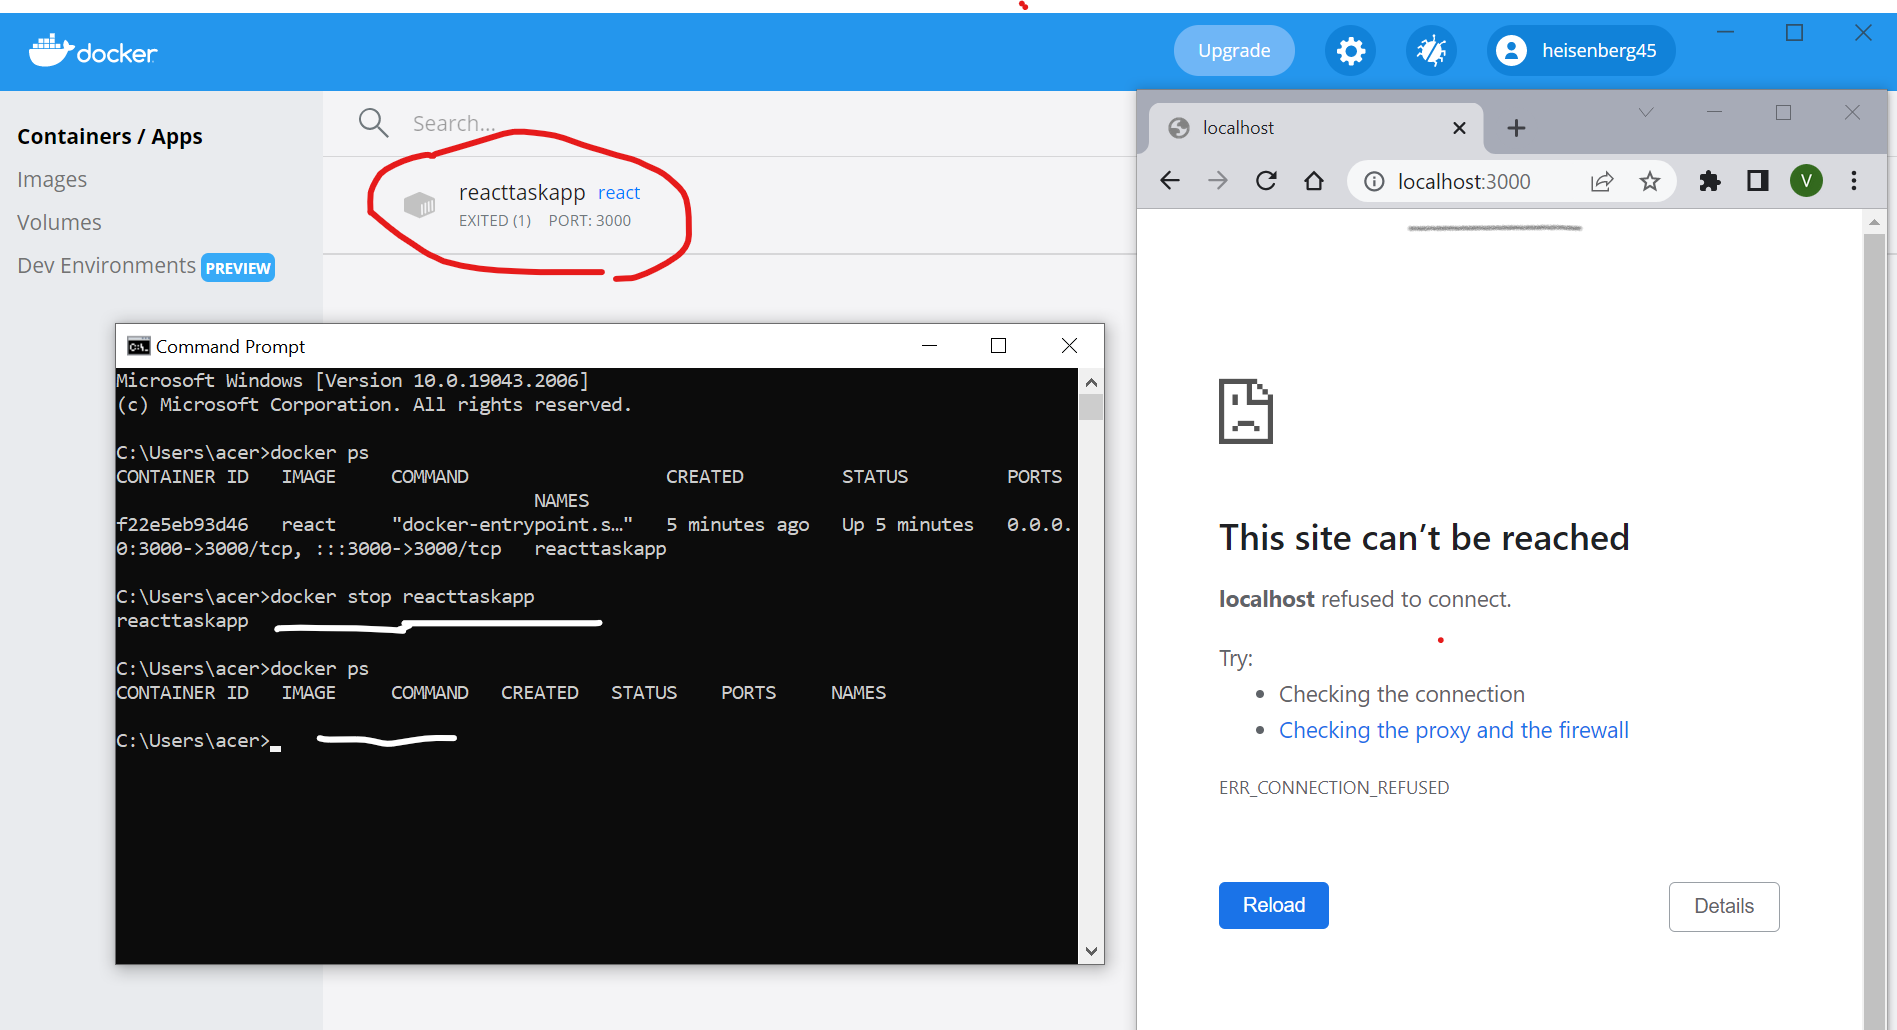 docker
Upgrade
heisenberg45
Containers / Apps
Images
Volumes
Dev Environments PREVIEW
Search...
reacttaskapp react
EXITED (1) PORT: 3000
Command Prompt
Microsoft Windows [Version 10.0.19043.2006]
(c) Microsoft Corporation. All rights reserved.
C:\Users\acer>docker ps
CONTAINER ID IMAGE COMMAND CREATED STATUS PORTS
NAMES
f22e5eb93d46 react "docker-entrypoint.s…" 5 minutes ago Up 5 minutes 0.0.0.
0:3000->3000/tcp, :::3000->3000/tcp reacttaskapp
C:\Users\acer>docker stop reacttaskapp
reacttaskapp
C:\Users\acer>docker ps
CONTAINER ID IMAGE COMMAND CREATED STATUS PORTS NAMES
C:\Users\acer>
localhost
localhost:3000
V
This site can’t be reached
localhost refused to connect.
Try:
• Checking the connection
• Checking the proxy and the firewall
ERR_CONNECTION_REFUSED
Reload
Details